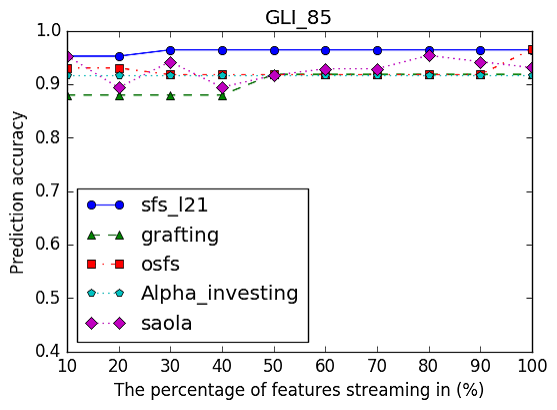 GLI_85
Prediction accuracy
1.0
0.9
0.8
0.7
0.6
0.5
0.4
sfs_l21
grafting
osfs
Alpha_investing
saola
10 20 30 40 50 60 70 80 90 100
The percentage of features streaming in (%)